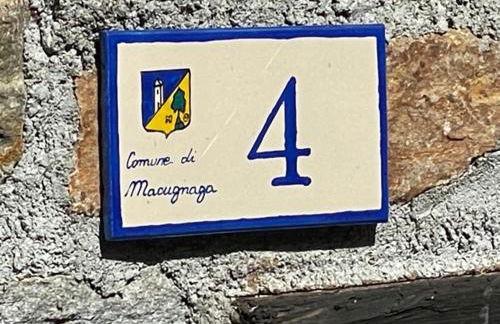 4
Comune di
Macugnaga